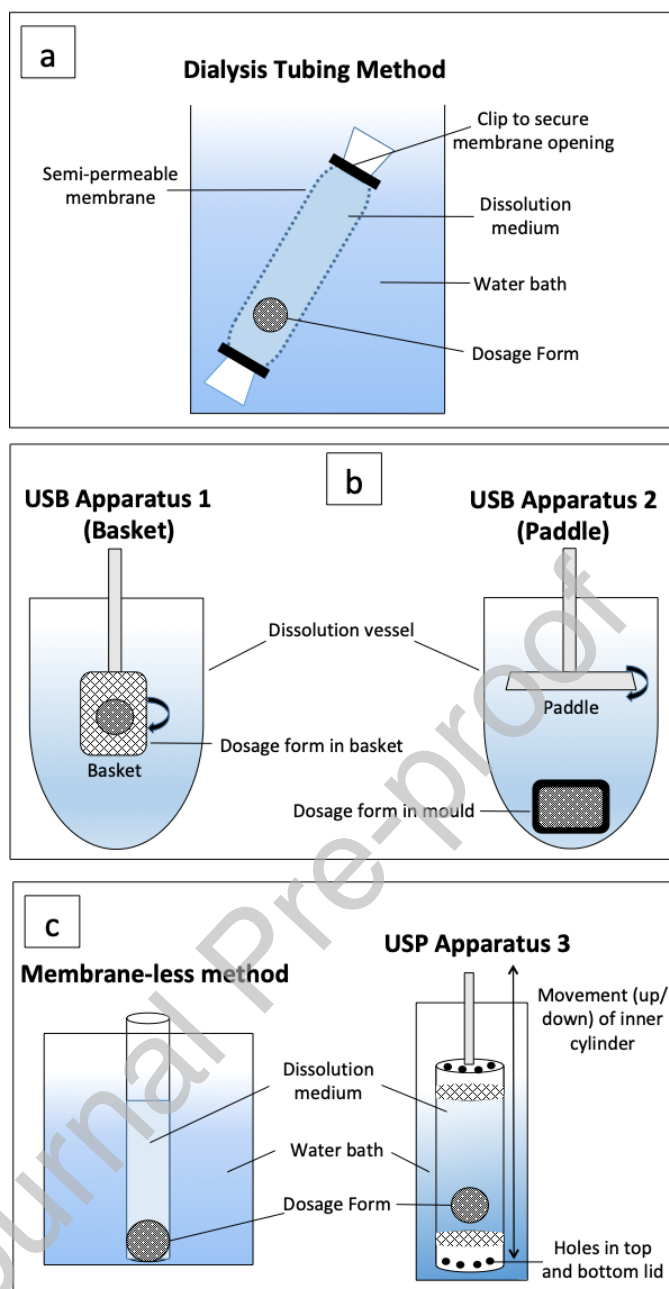 a
Dialysis Tubing Method
Clip to secure
membrane opening
Semi-permeable
membrane
Dissolution
medium
Water bath
Dosage Form
b
USB Apparatus 1
(Basket)
USB Apparatus 2
(Paddle)
Dissolution vessel
Paddle
Dosage form in basket
Basket
Dosage form in mould
c
Membrane-less method
USP Apparatus 3
Movement (up/
down) of inner
cylinder
Dissolution
medium
Water bath
Dosage Form
Holes in top
and bottom lid
Journal Pre-proof